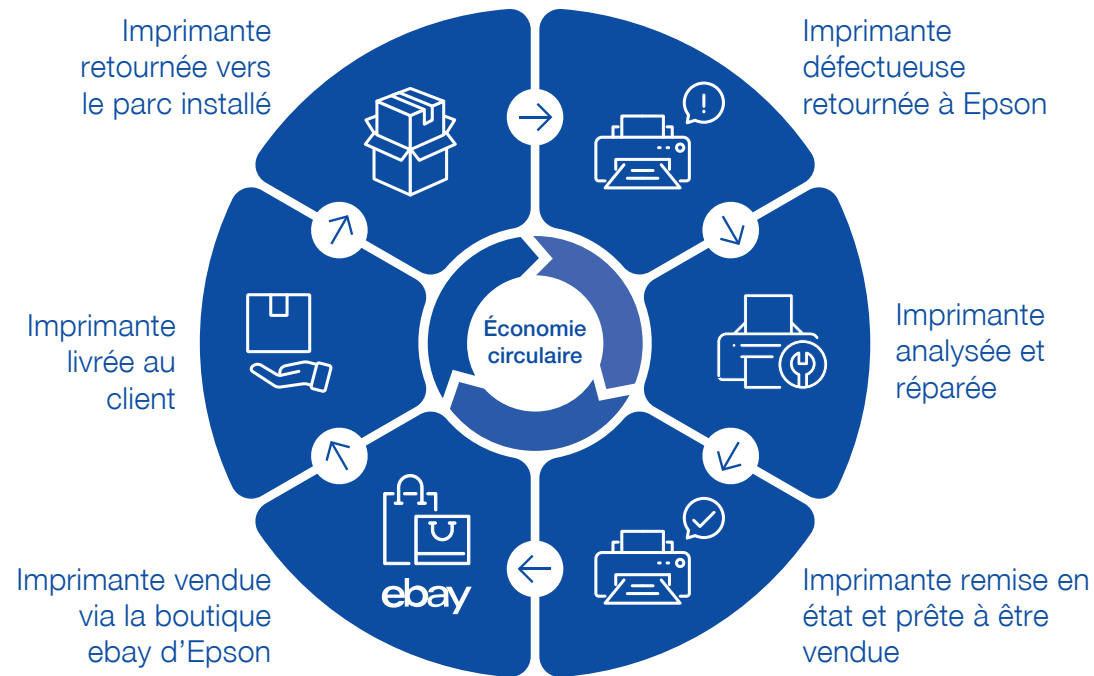 Imprimante
retournée vers
le parc installé
Imprimante
défectueuse
retournée à Epson
Imprimante
analysée et
réparée
Imprimante remise en
état et prête à être
vendue
Imprimante vendue
via la boutique
ebay d’Epson
ebay
Imprimante
livrée au
client
Économie
circulaire